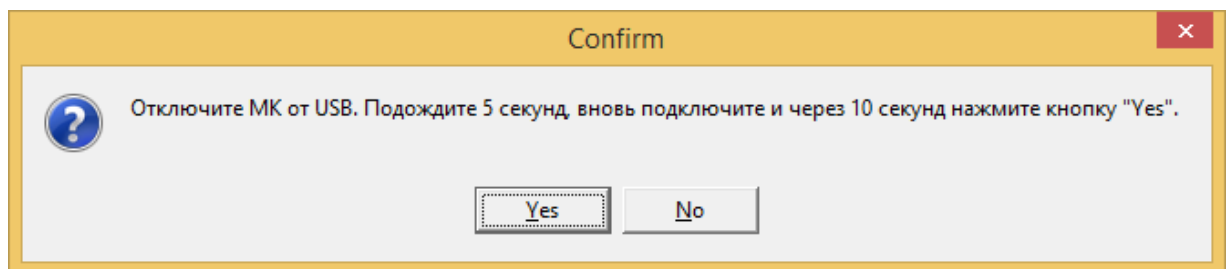 Confirm
Отключите МК от USB. Подождите 5 секунд, вновь подключите и через 10 секунд нажмите кнопку "Yes".
Yes
No